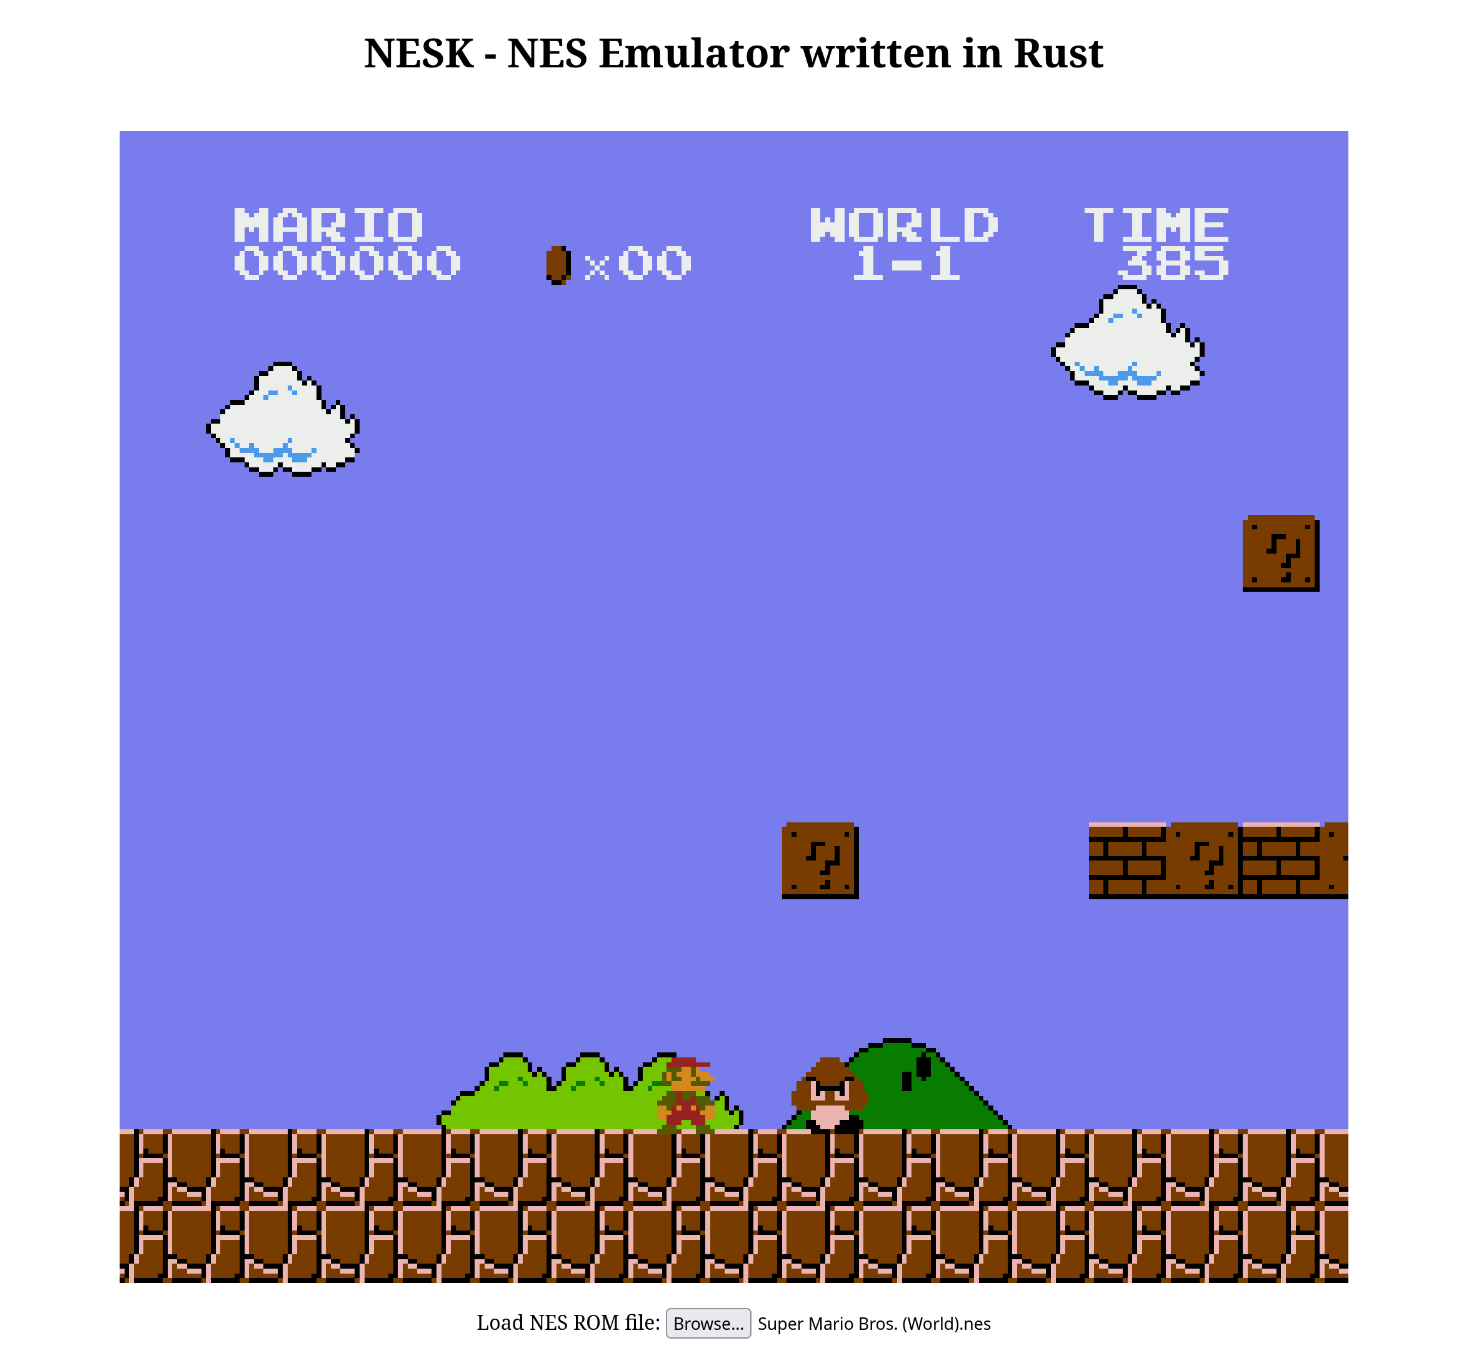 NESK - NES Emulator written in Rust
MARIO WORLD TIME
000000 x00 1-1 385
?
? ?
Load NES ROM file: Browse... Super Mario Bros. (World).nes